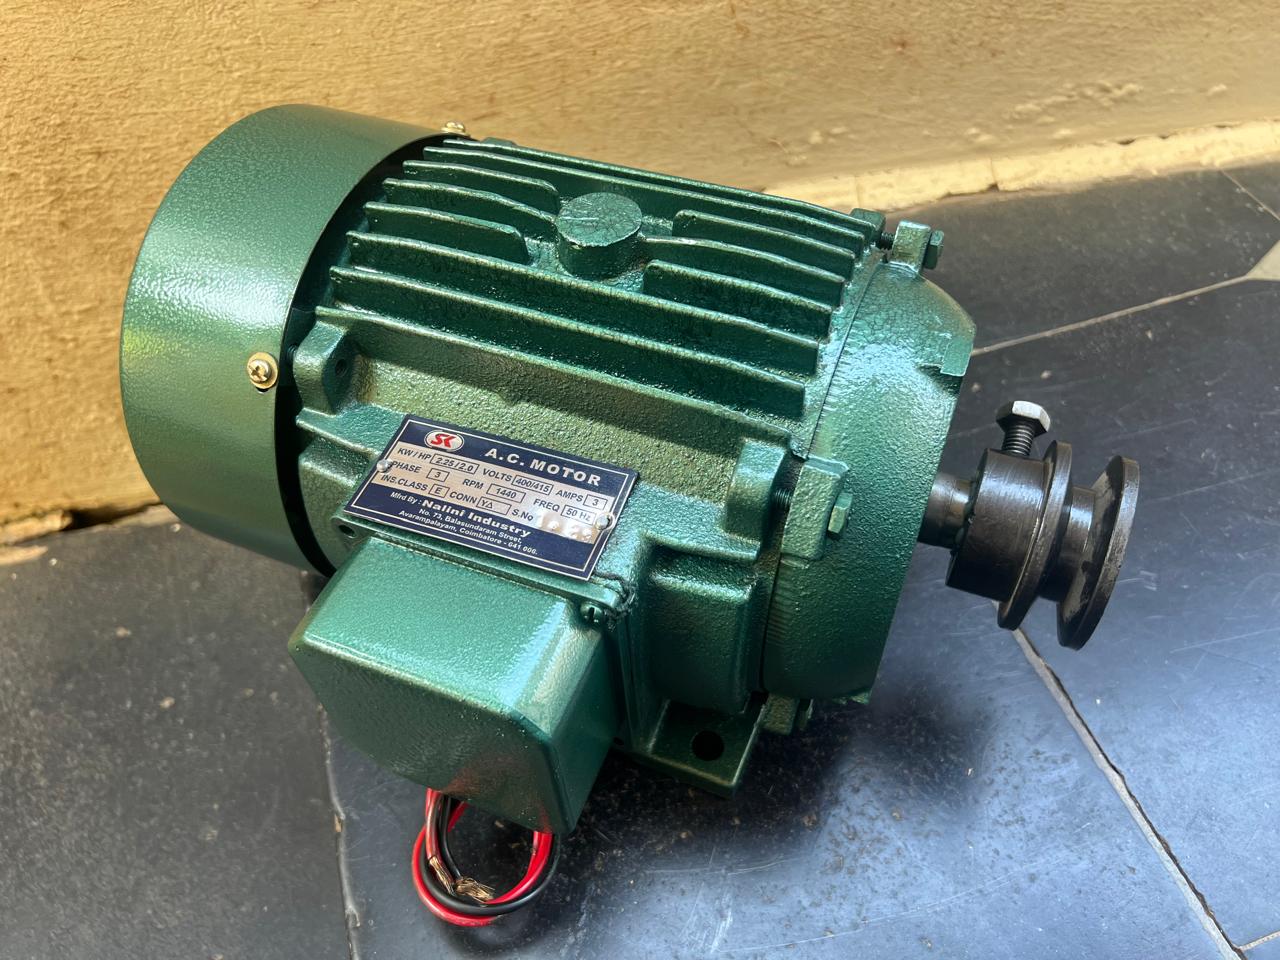 SK A.C. MOTOR
KW / HP 2.25/2.0 VOLTS 400/415 AMPS 3
PHASE 3 RPM 1440 FREQ 50 Hz
INS.CLASS E CONN YΔ S.No
Mfrd By : Nalini Industry
No. 73, Balasundaram Street,
Avarampalayam, Coimbatore - 641 006.